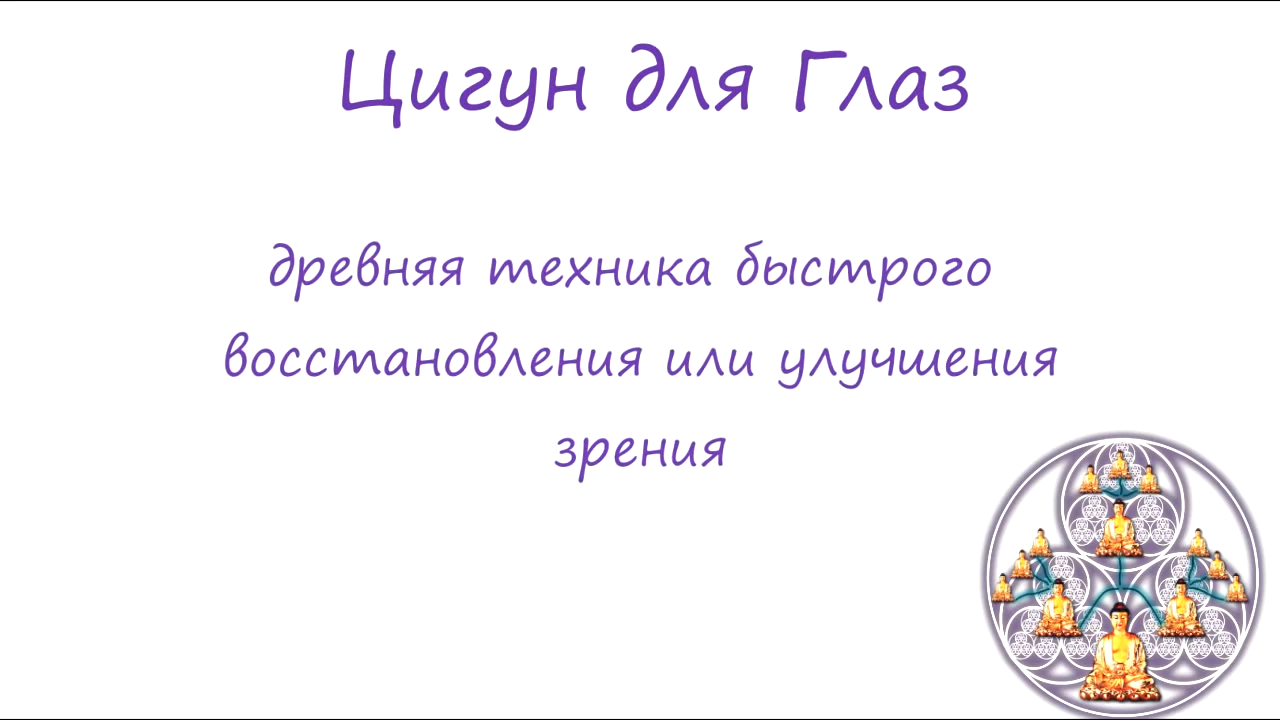 Цигун для Глаз
древняя техника быстрого
восстановления или улучшения
зрения